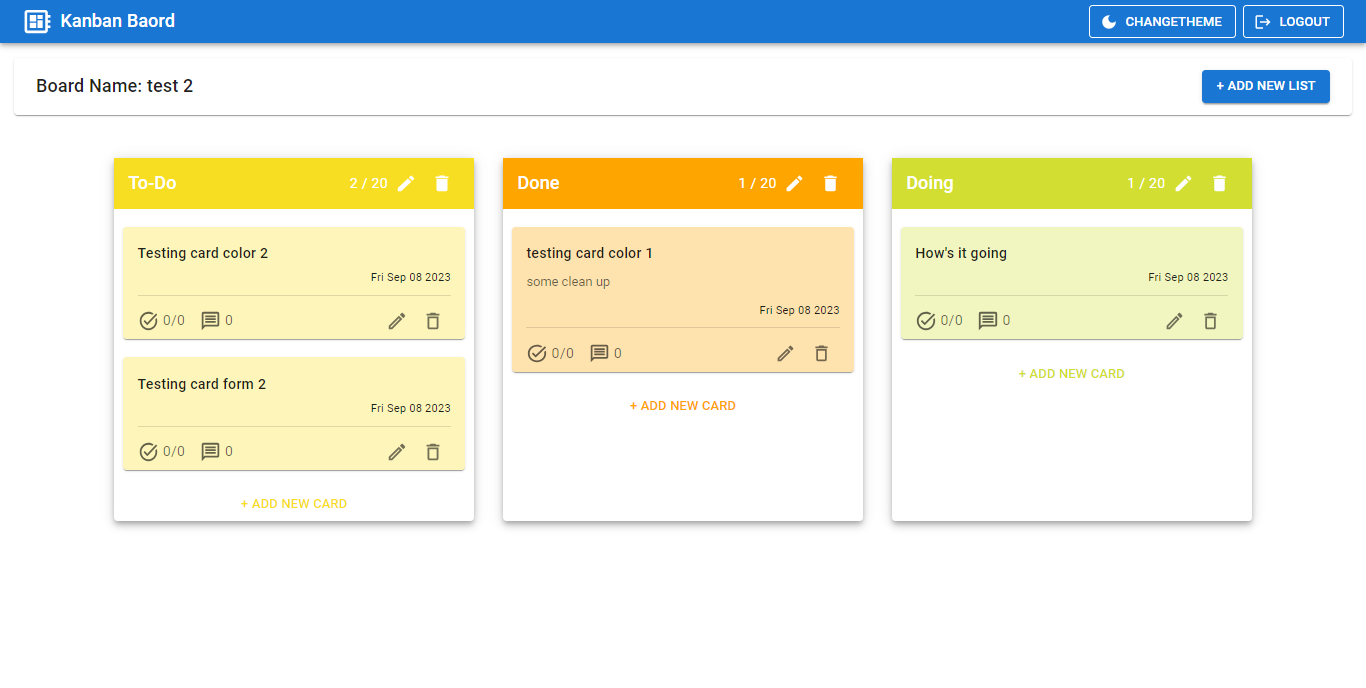 Kanban Baord
CHANGETHEME
LOGOUT
Board Name: test 2
+ ADD NEW LIST
To-Do
2 / 20
Testing card color 2
Fri Sep 08 2023
0/0
0
Testing card form 2
Fri Sep 08 2023
0/0
0
+ ADD NEW CARD
Done
1 / 20
testing card color 1
some clean up
Fri Sep 08 2023
0/0
0
+ ADD NEW CARD
Doing
1 / 20
How's it going
Fri Sep 08 2023
0/0
0
+ ADD NEW CARD